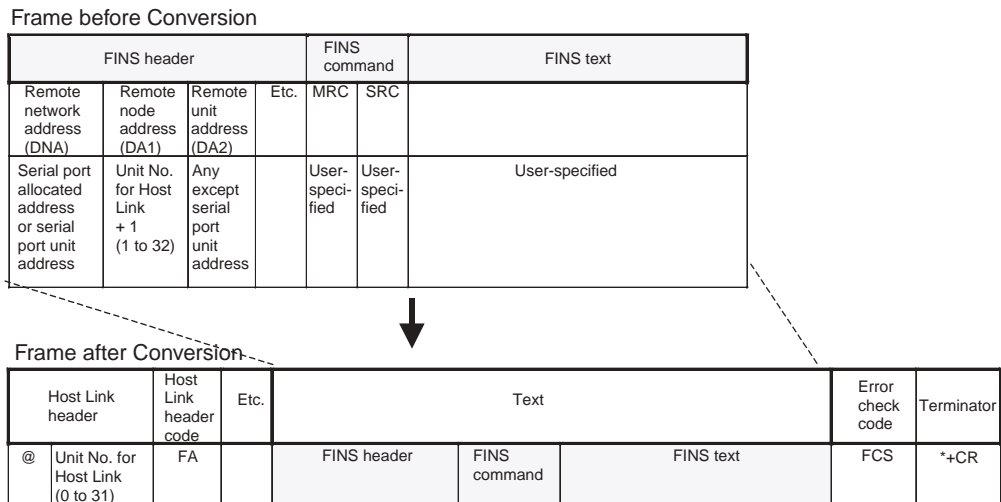 Frame before Conversion
FINS header
FINS
command
FINS text
Remote
network
address
(DNA)
Remote
node
address
(DA1)
Remote
unit
address
(DA2)
Etc.
MRC
SRC
Serial port
allocated
address
or serial
port unit
address
Unit No.
for Host
Link
+ 1
(1 to 32)
Any
except
serial
port
unit
address
User-
speci-
fied
User-
speci-
fied
User-specified
Frame after Conversion
Host Link
header
Host
Link
header
code
Etc.
Text
Error
check
code
Terminator
@
Unit No. for
Host Link
(0 to 31)
FA
FINS header
FINS
command
FINS text
FCS
*+CR